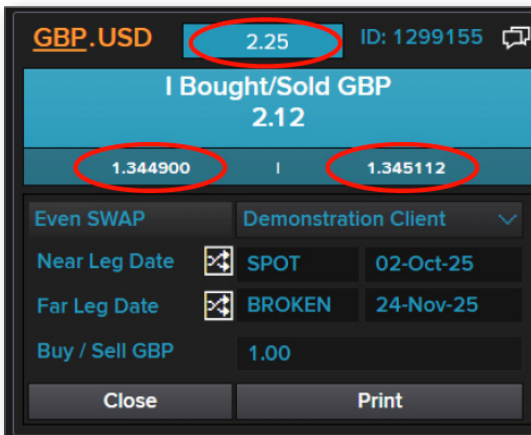 GBP.USD 2.25 ID: 1299155
I Bought/Sold GBP
2.12
1.344900 | 1.345112
Even SWAP Demonstration Client
Near Leg Date SPOT 02-Oct-25
Far Leg Date BROKEN 24-Nov-25
Buy / Sell GBP 1.00
Close Print